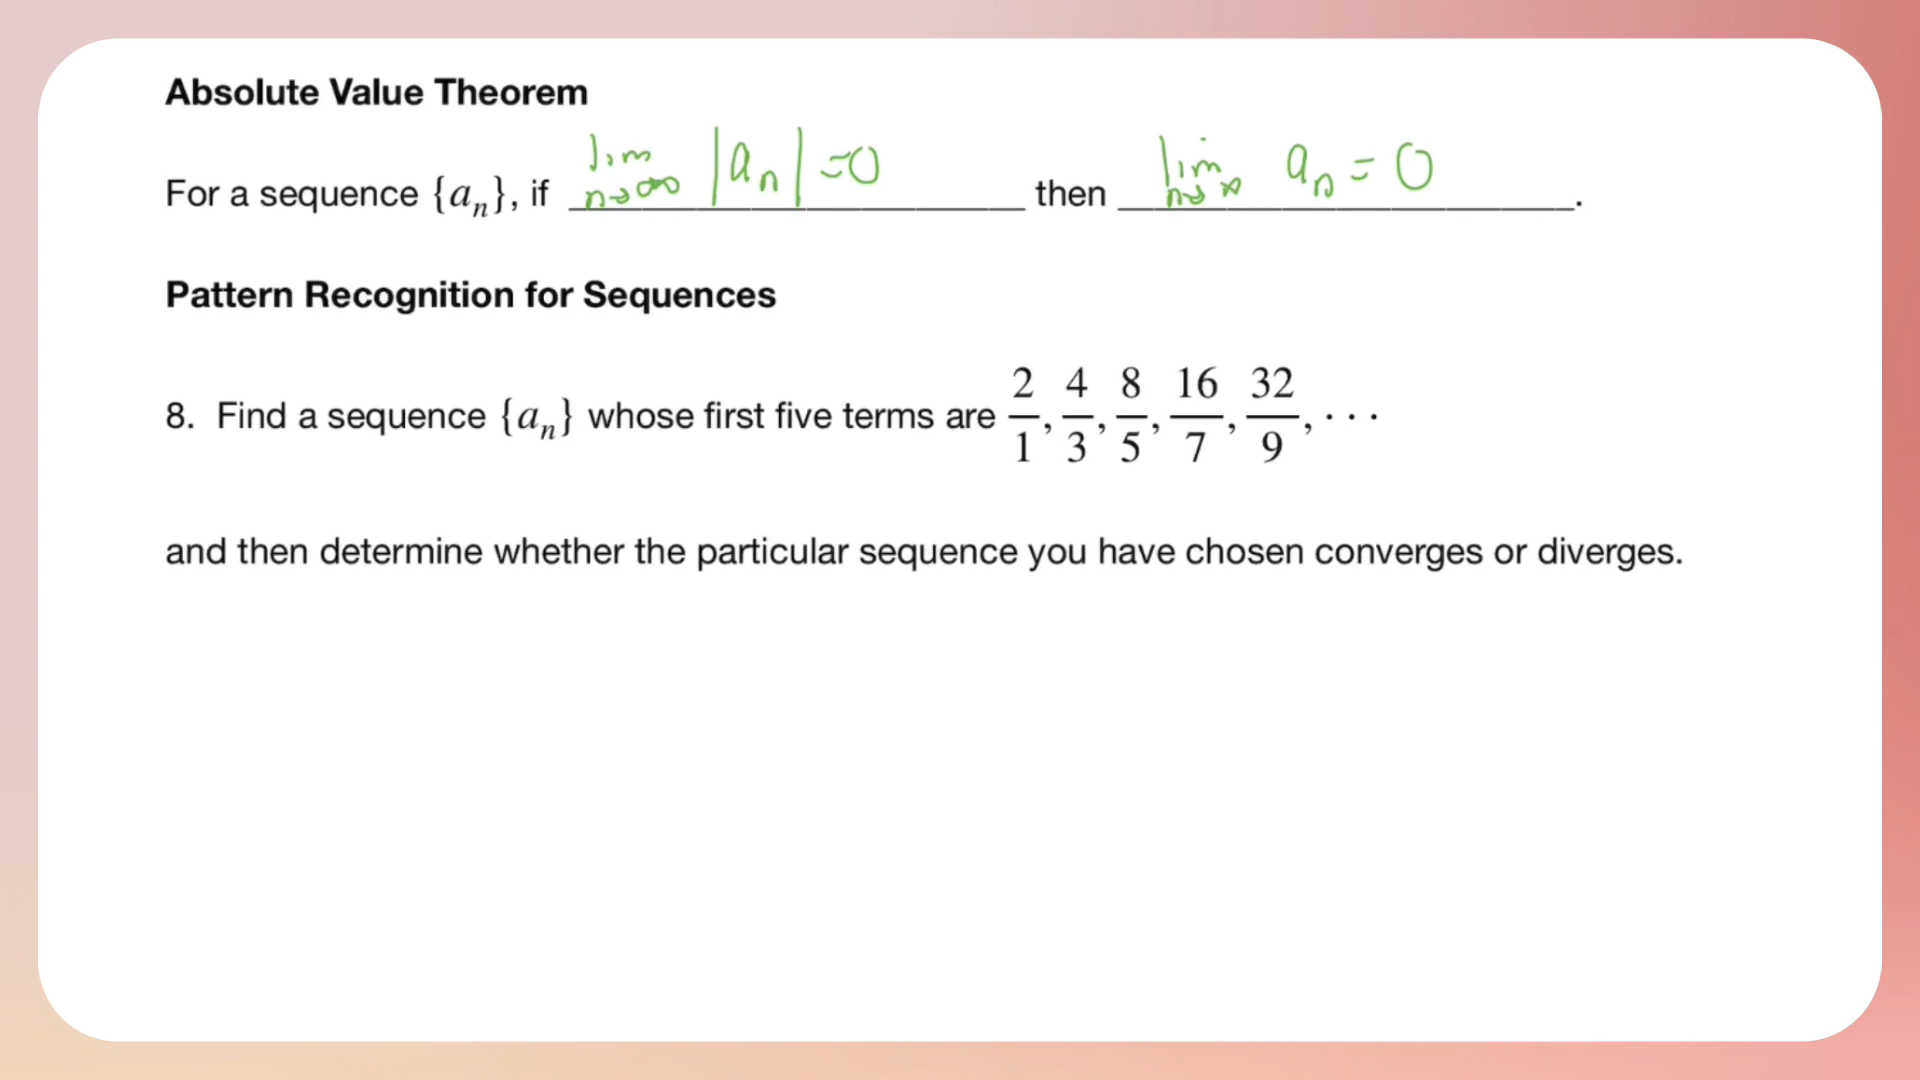 Absolute Value Theorem
For a sequence {aₙ}, if lim n→∞ |aₙ| = 0 then lim n→∞ aₙ = 0.
Pattern Recognition for Sequences
8. Find a sequence {aₙ} whose first five terms are 2/1, 4/3, 8/5, 16/7, 32/9, ···
and then determine whether the particular sequence you have chosen converges or diverges.